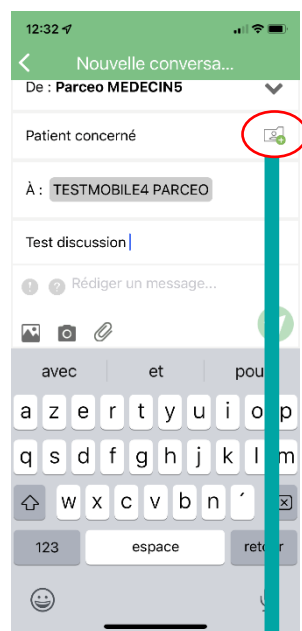 12:32
Nouvelle conversa...
De : Parceo MEDECIN5
Patient concerné
À : TESTMOBILE4 PARCEO
Test discussion
Rédiger un message...
avec et pou
a z e r t y u i o p
q s d f g h j k l m
w x c v b n ´
123 espace